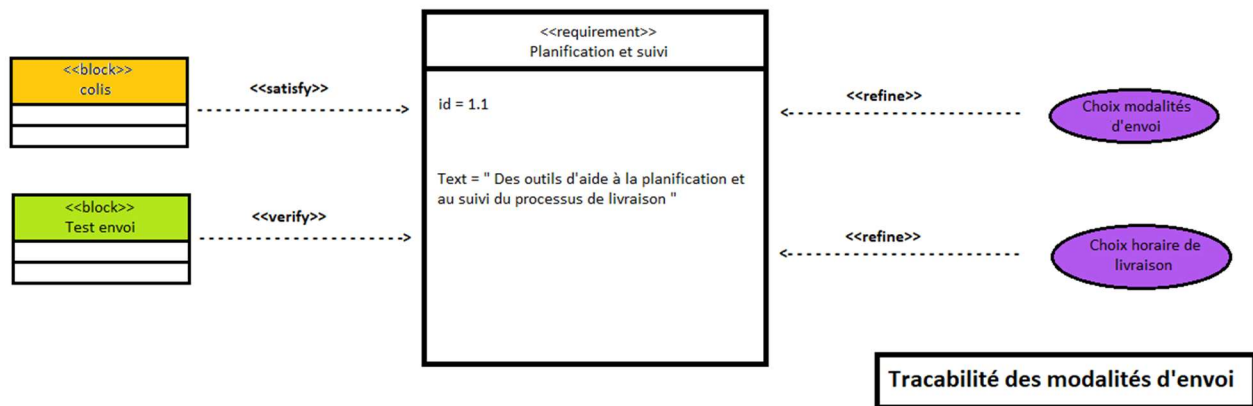 <<requirement>>
Planification et suivi
<<block>>
colis
<<satisfy>>
id = 1.1
<<refine>>
Choix modalités
d'envoi
Text = " Des outils d'aide à la planification et
au suivi du processus de livraison "
<<block>>
Test envoi
<<verify>>
<<refine>>
Choix horaire de
livraison
Tracabilité des modalités d'envoi